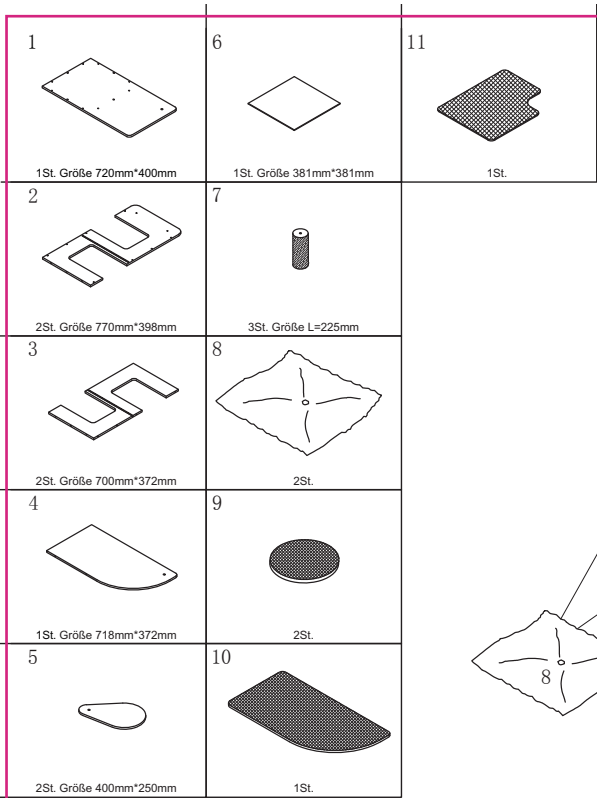 1
6
11
1St. Größe 720mm*400mm
1St. Größe 381mm*381mm
1St.
2
7
2St. Größe 770mm*398mm
3St. Größe L=225mm
3
8
2St. Größe 700mm*372mm
2St.
4
9
1St. Größe 718mm*372mm
2St.
8
5
10
2St. Größe 400mm*250mm
1St.